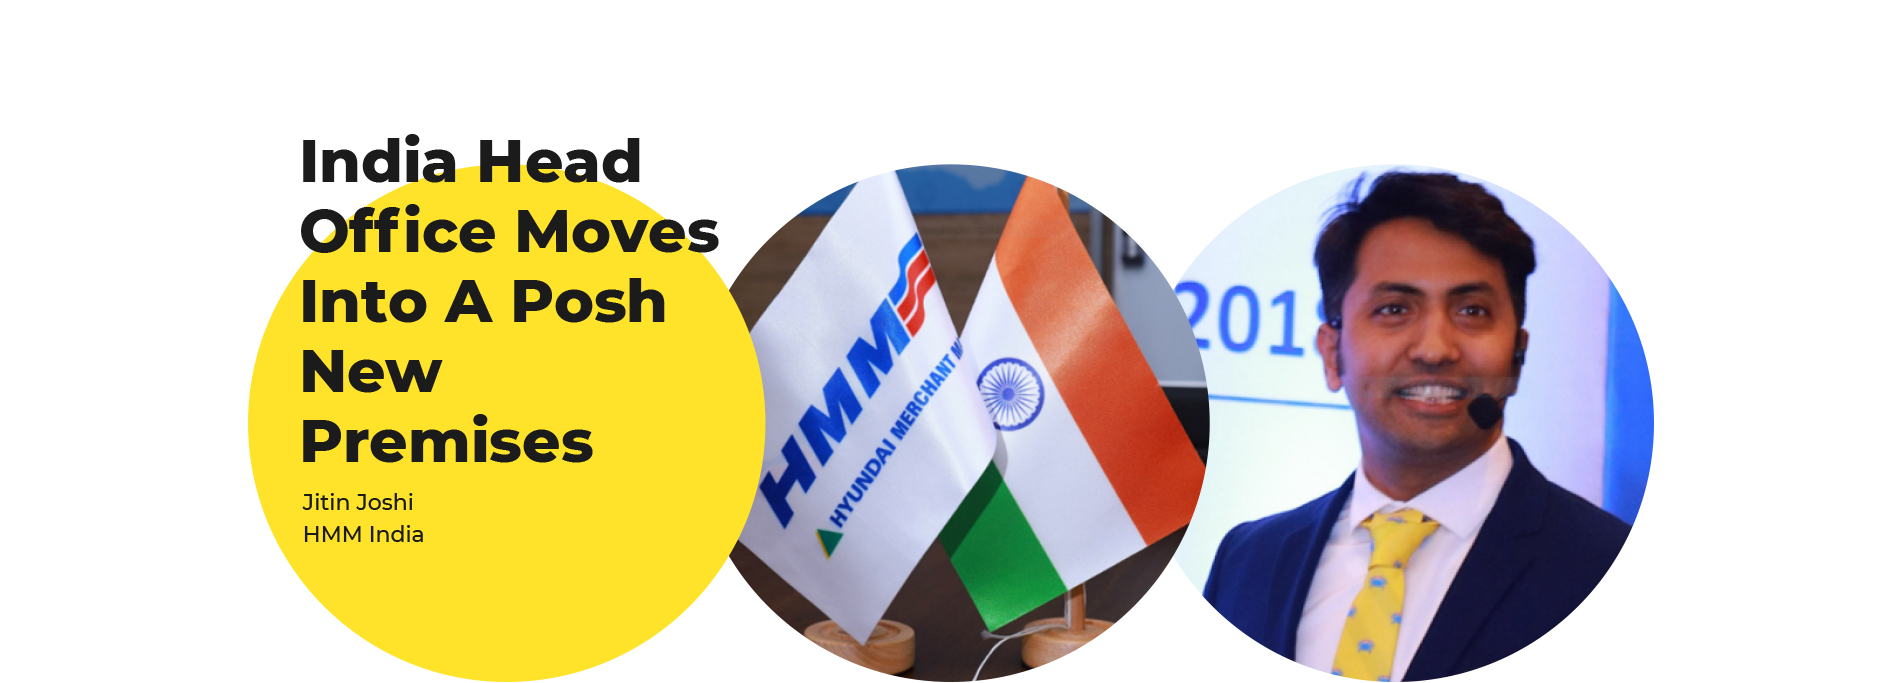 India Head
Office Moves
Into A Posh
New
Premises
Jitin Joshi
HMM India
HMM
HYUNDAI MERCHANT
201